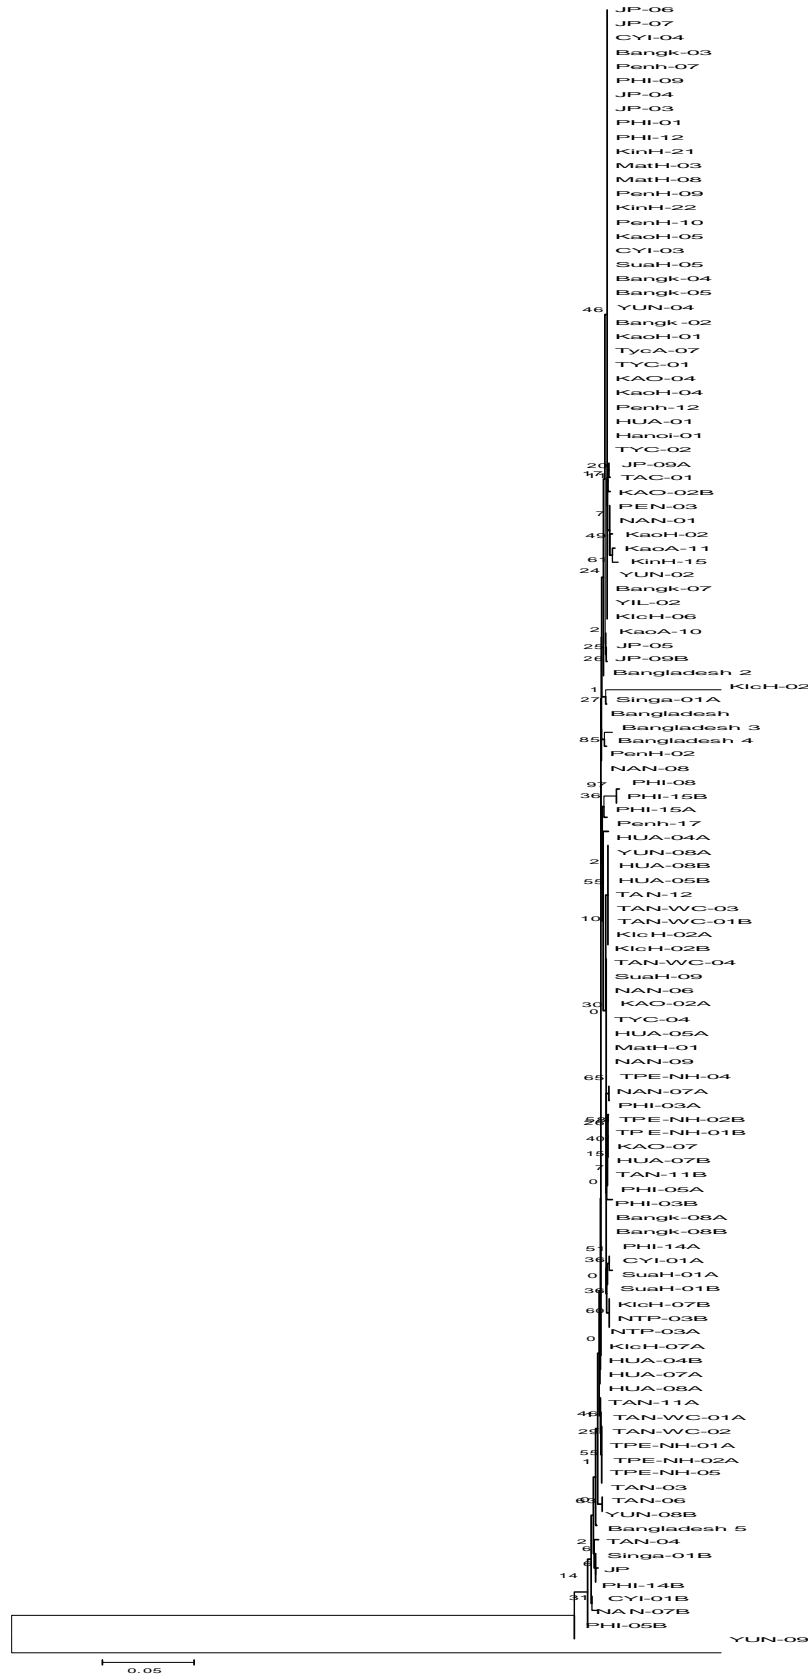 JP-06
JP-07
CYI-04
Bangk-03
Penh-07
PHI-09
JP-04
JP-03
PHI-01
PHI-12
KinH-21
MatH-03
MatH-08
PenH-09
KinH-22
PenH-10
KaoH-05
CYI-03
SuaH-05
Bangk-04
Bangk-05
46 YUN-04
Bangk-02
KaoH-01
TycA-07
TYC-01
KAO-04
KaoH-04
Penh-12
HUA-01
Hanoi-01
TYC-02
20 JP-09A
TAC-01
KAO-02B
7 PEN-03
NAN-01
49 KaoH-02
KaoA-11
61 KinH-15
24 YUN-02
Bangk-07
YIL-02
KlcH-06
2 KaoA-10
25 JP-05
26 JP-09B
Bangladesh 2
1 KlcH-02
27 Singa-01A
Bangladesh
Bangladesh 3
85 Bangladesh 4
PenH-02
NAN-08
97 PHI-08
36 PHI-15B
PHI-15A
Penh-17
HUA-04A
YUN-08A
2 HUA-08B
55 HUA-05B
TAN-12
TAN-WC-03
10 TAN-WC-01B
KlcH-02A
KlcH-02B
TAN-WC-04
SuaH-09
NAN-06
30 KAO-02A
0 TYC-04
HUA-05A
MatH-01
NAN-09
65 TPE-NH-04
NAN-07A
PHI-03A
TPE-NH-02B
40 TPE-NH-01B
15 KAO-07
7 HUA-07B
0 TAN-11B
PHI-05A
PHI-03B
Bangk-08A
Bangk-08B
51 PHI-14A
36 CYI-01A
0 SuaH-01A
36 SuaH-01B
KlcH-07B
60 NTP-03B
0 NTP-03A
KlcH-07A
HUA-04B
HUA-07A
HUA-08A
TAN-11A
TAN-WC-01A
29 TAN-WC-02
55 TPE-NH-01A
1 TPE-NH-02A
TPE-NH-05
TAN-03
TAN-06
YUN-08B
Bangladesh 5
2 TAN-04
6 Singa-01B
6 JP
14 PHI-14B
31 CYI-01B
NAN-07B
PHI-05B
YUN-09
0.05